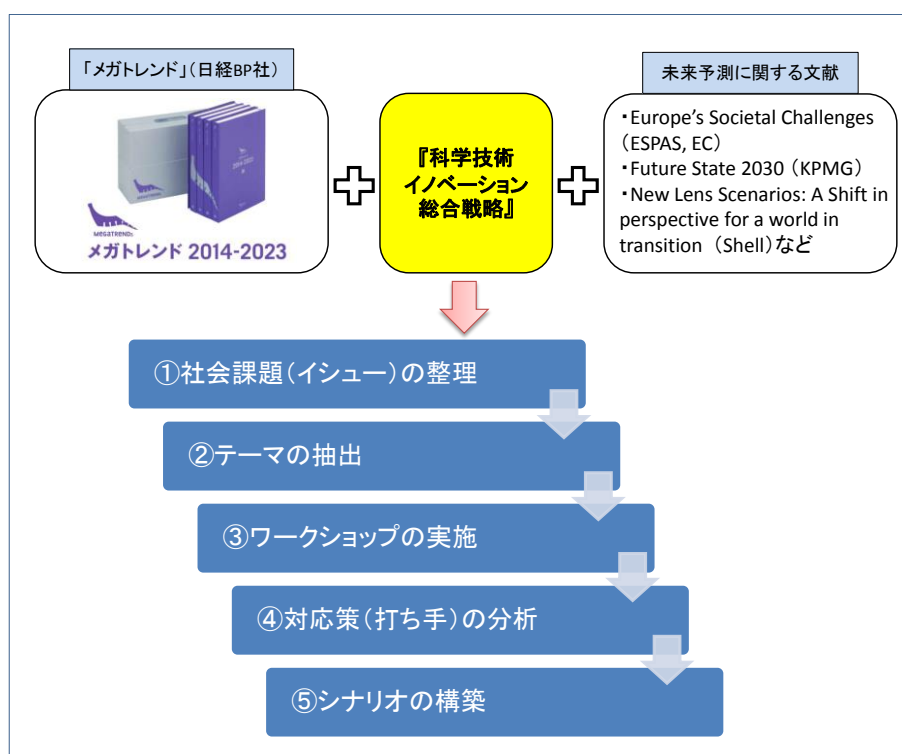 「メガトレンド」（日経BP社）
MEGATRENDS
メガトレンド 2014-2023
『科学技術
イノベーション
総合戦略』
未来予測に関する文献
・Europe's Societal Challenges
(ESPAS, EC)
・Future State 2030 （KPMG）
・New Lens Scenarios: A Shift in
perspective for a world in
transition （Shell）など
①社会課題（イシュー）の整理
②テーマの抽出
③ワークショップの実施
④対応策（打ち手）の分析
⑤シナリオの構築